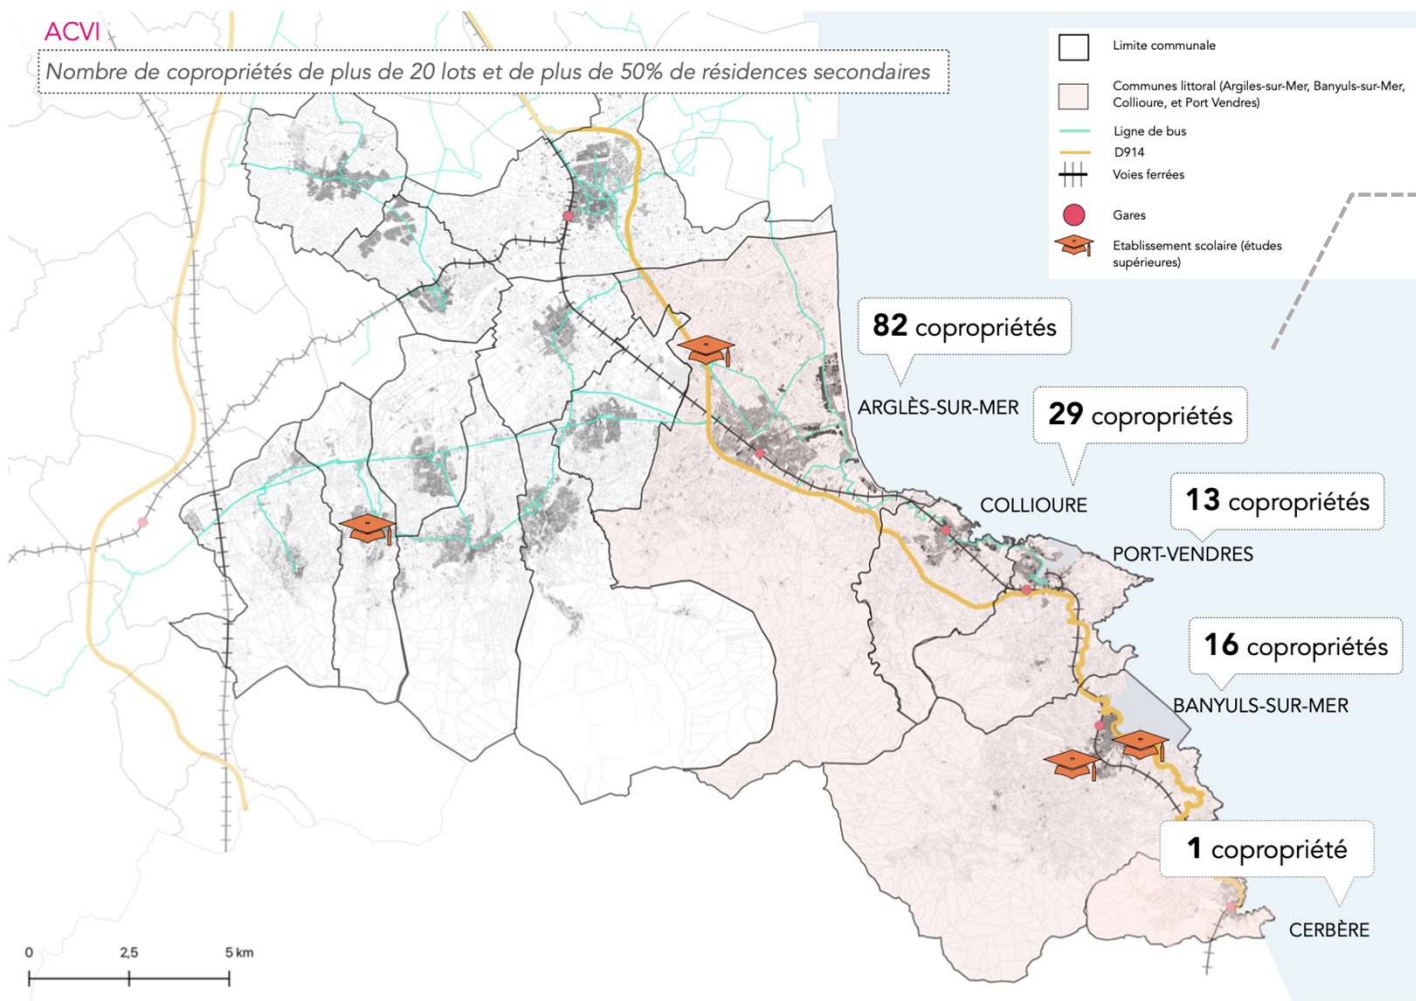 ACVI
Nombre de copropriétés de plus de 20 lots et de plus de 50% de résidences secondaires
Limite communale
Communes littoral (Argiles-sur-Mer, Banyuls-sur-Mer,
Collioure, et Port Vendres)
Ligne de bus
D914
Voies ferrées
Gares
Etablissement scolaire (études
supérieures)
82 copropriétés
ARGLÈS-SUR-MER
29 copropriétés
COLLIOURE
13 copropriétés
PORT-VENDRES
16 copropriétés
BANYULS-SUR-MER
1 copropriété
CERBÈRE
0 2,5 5 km